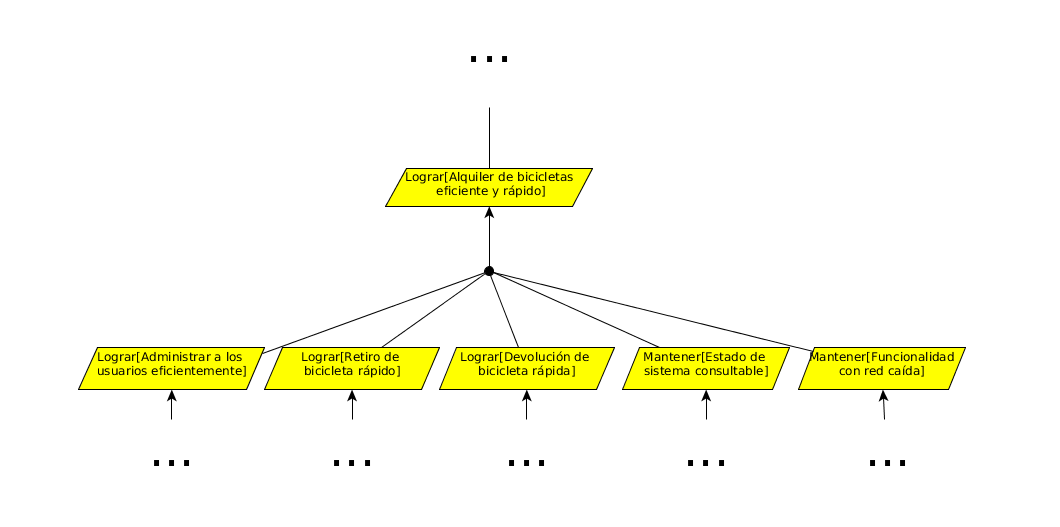 ...
Lograr[Alquiler de bicicletas
eficiente y rápido]
Lograr[Administrar a los
usuarios eficientemente]
Lograr[Retiro de
bicicleta rápido]
Lograr[Devolución de
bicicleta rápida]
Mantener[Estado de
sistema consultable]
Mantener[Funcionalidad
con red caída]
...
...
...
...
...